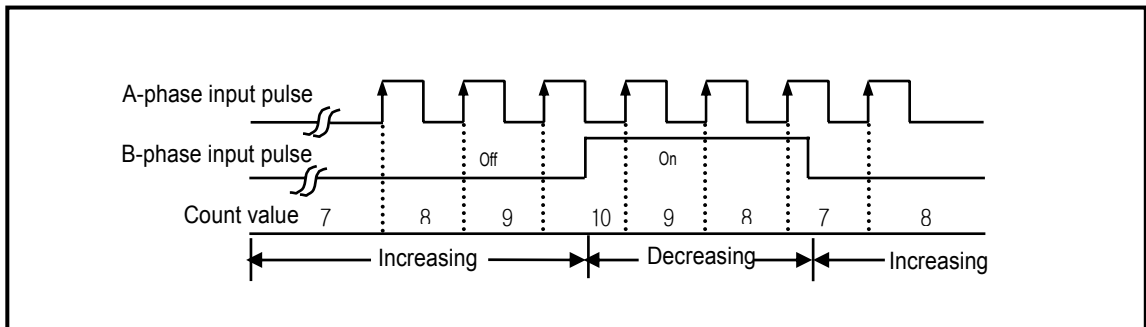 A-phase input pulse
B-phase input pulse
Off
On
Count value
7 8 9 10 9 8 7 8
Increasing Decreasing Increasing